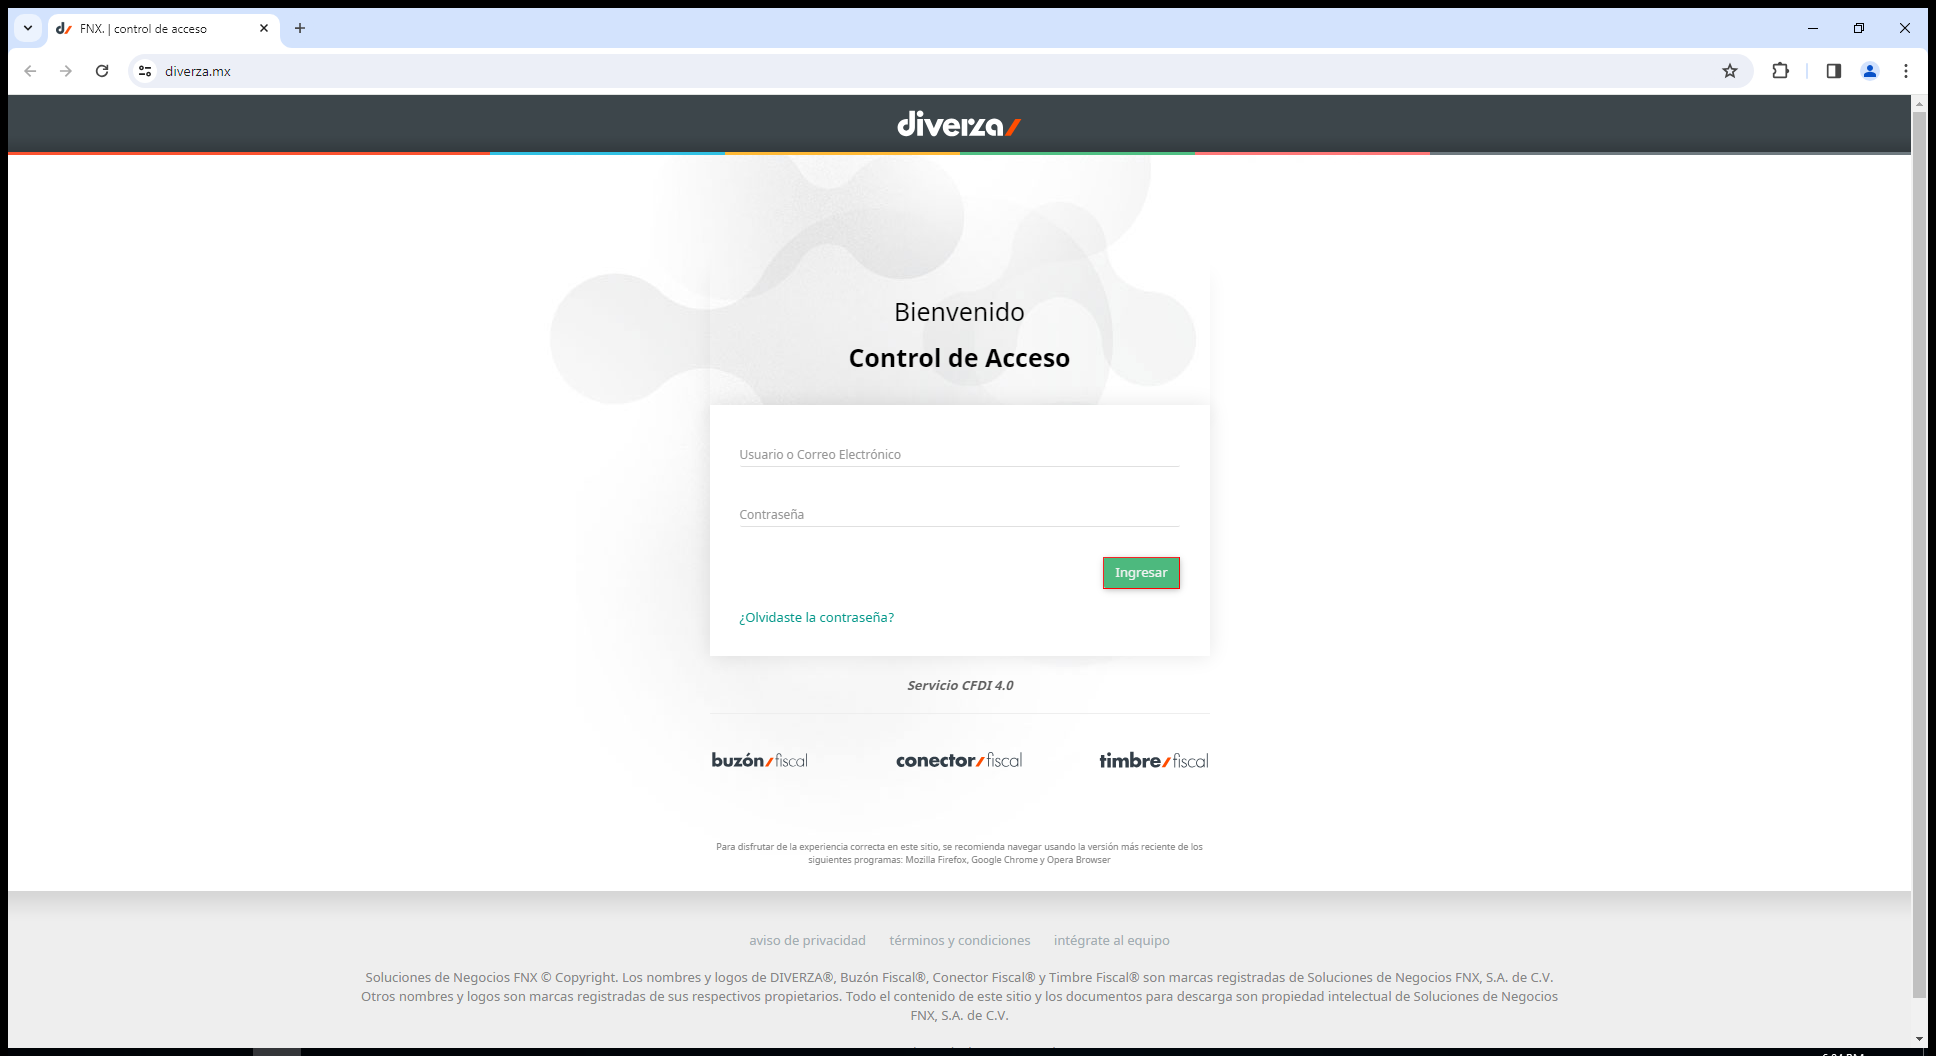 FNX. | control de acceso
diverza.mx
diverza/
Bienvenido
Control de Acceso
Usuario o Correo Electrónico
Contraseña
Ingresar
¿Olvidaste la contraseña?
Servicio CFDI 4.0
buzón/fiscal
conector/fiscal
timbre/fiscal
Para disfrutar de la experiencia correcta en este sitio, se recomienda navegar usando la versión más reciente de los
siguientes programas: Mozilla Firefox, Google Chrome y Opera Browser
aviso de privacidad
términos y condiciones
intégrate al equipo
Soluciones de Negocios FNX © Copyright. Los nombres y logos de DIVERZA®, Buzón Fiscal®, Conector Fiscal® y Timbre Fiscal® son marcas registradas de Soluciones de Negocios FNX, S.A. de C.V.
Otros nombres y logos son marcas registradas de sus respectivos propietarios. Todo el contenido de este sitio y los documentos para descarga son propiedad intelectual de Soluciones de Negocios
FNX, S.A. de C.V.